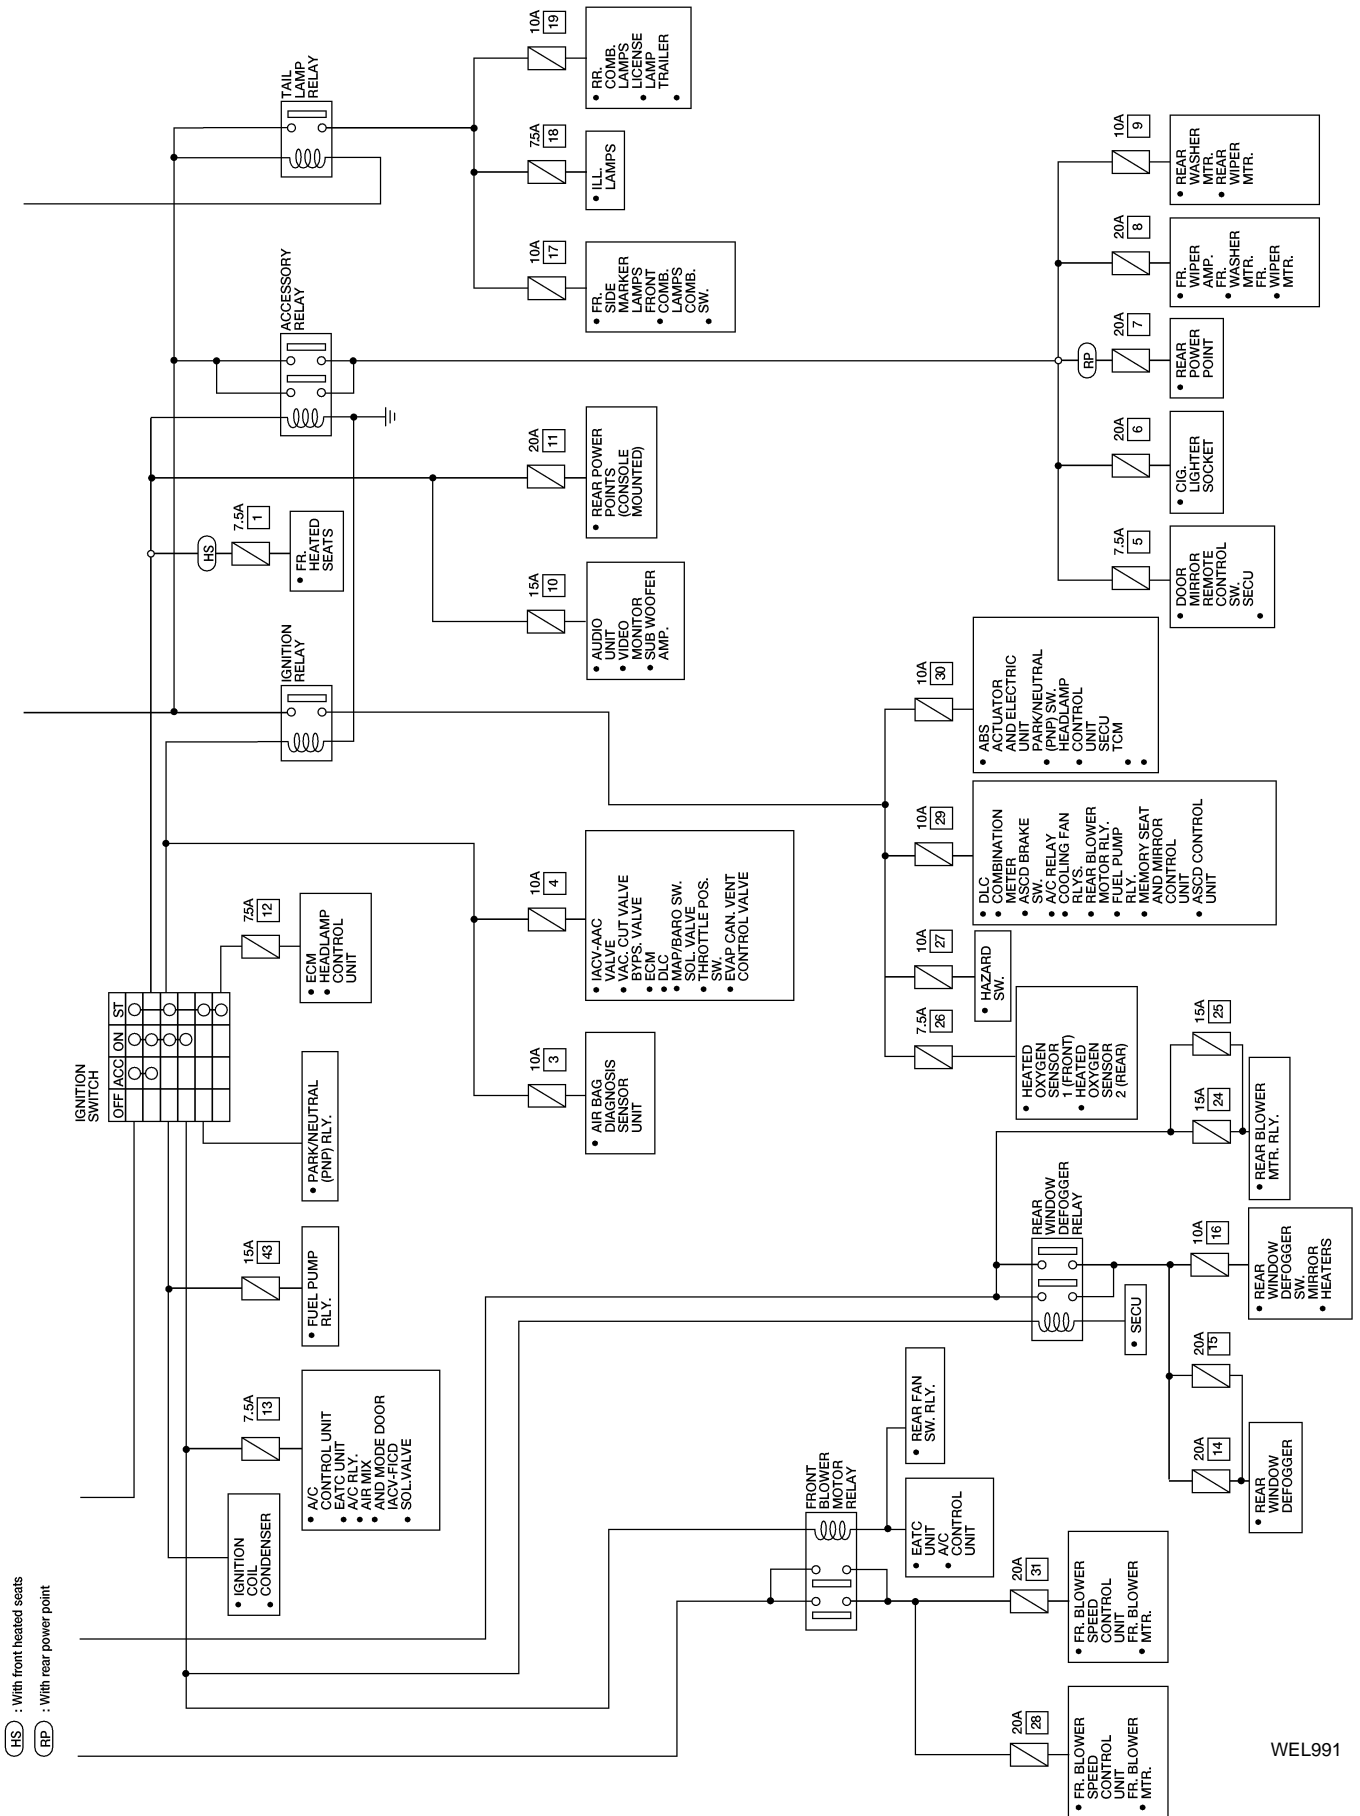 HS : With front heated seats
RP : With rear power point
IGNITION
SWITCH
OFF
ACC
ON
ST
IGNITION
COIL
CONDENSER
7.5A
13
A/C
CONTROL UNIT
EATC UNIT
A/C RLY.
AIR MIX
AND MODE DOOR
IACV-FICD
SOL.VALVE
15A
43
FUEL PUMP
RLY.
PARK/NEUTRAL
(PNP) RLY.
7.5A
12
ECM
HEADLAMP
CONTROL
UNIT
IGNITION
RELAY
HS
7.5A
1
FR.
HEATED
SEATS
ACCESSORY
RELAY
TAIL
LAMP
RELAY
10A
3
AIR BAG
DIAGNOSIS
SENSOR
UNIT
10A
4
IACV-AAC
VALVE
VAC. CUT VALVE
BYPS. VALVE
ECM
DLC
MAP/BARO SW.
SOL. VALVE
THROTTLE POS.
SW.
EVAP CAN. VENT
CONTROL VALVE
15A
10
AUDIO
UNIT
VIDEO
MONITOR
SUB WOOFER
AMP.
20A
11
REAR POWER
POINTS
(CONSOLE
MOUNTED)
10A
17
FR.
SIDE
MARKER
LAMPS
FRONT
COMB.
LAMPS
COMB.
SW.
7.5A
18
ILL.
LAMPS
10A
19
RR.
COMB.
LAMPS
LICENSE
LAMP
TRAILER
FRONT
BLOWER
MOTOR
RELAY
EATC
UNIT
A/C
CONTROL
UNIT
REAR FAN
SW. RLY.
20A
28
FR. BLOWER
SPEED
CONTROL
UNIT
FR. BLOWER
MTR.
20A
31
FR. BLOWER
SPEED
CONTROL
UNIT
FR. BLOWER
MTR.
REAR
WINDOW
DEFOGGER
RELAY
SECU
20A
14
20A
15
REAR
WINDOW
DEFOGGER
10A
16
REAR
WINDOW
DEFOGGER
SW.
MIRROR
HEATERS
15A
24
15A
25
REAR BLOWER
MTR. RLY.
7.5A
26
HEATED
OXYGEN
SENSOR
1 (FRONT)
HEATED
OXYGEN
SENSOR
2 (REAR)
10A
27
HAZARD
SW.
10A
29
DLC
COMBINATION
METER
ASCD BRAKE
SW.
A/C RELAY
COOLING FAN
RLYS.
REAR BLOWER
MOTOR RLY.
FUEL PUMP
RLY.
MEMORY SEAT
AND MIRROR
CONTROL
UNIT
ASCD CONTROL
UNIT
10A
30
ABS
ACTUATOR
AND ELECTRIC
UNIT
PARK/NEUTRAL
(PNP) SW.
HEADLAMP
CONTROL
UNIT
SECU
TCM
7.5A
5
DOOR
MIRROR
REMOTE
CONTROL
SW.
SECU
20A
6
CIG.
LIGHTER
SOCKET
RP
20A
7
REAR
POWER
POINT
20A
8
FR.
WIPER
AMP.
FR.
WASHER
MTR.
FR.
WIPER
MTR.
10A
9
REAR
WASHER
MTR.
REAR
WIPER
MTR.
WEL991